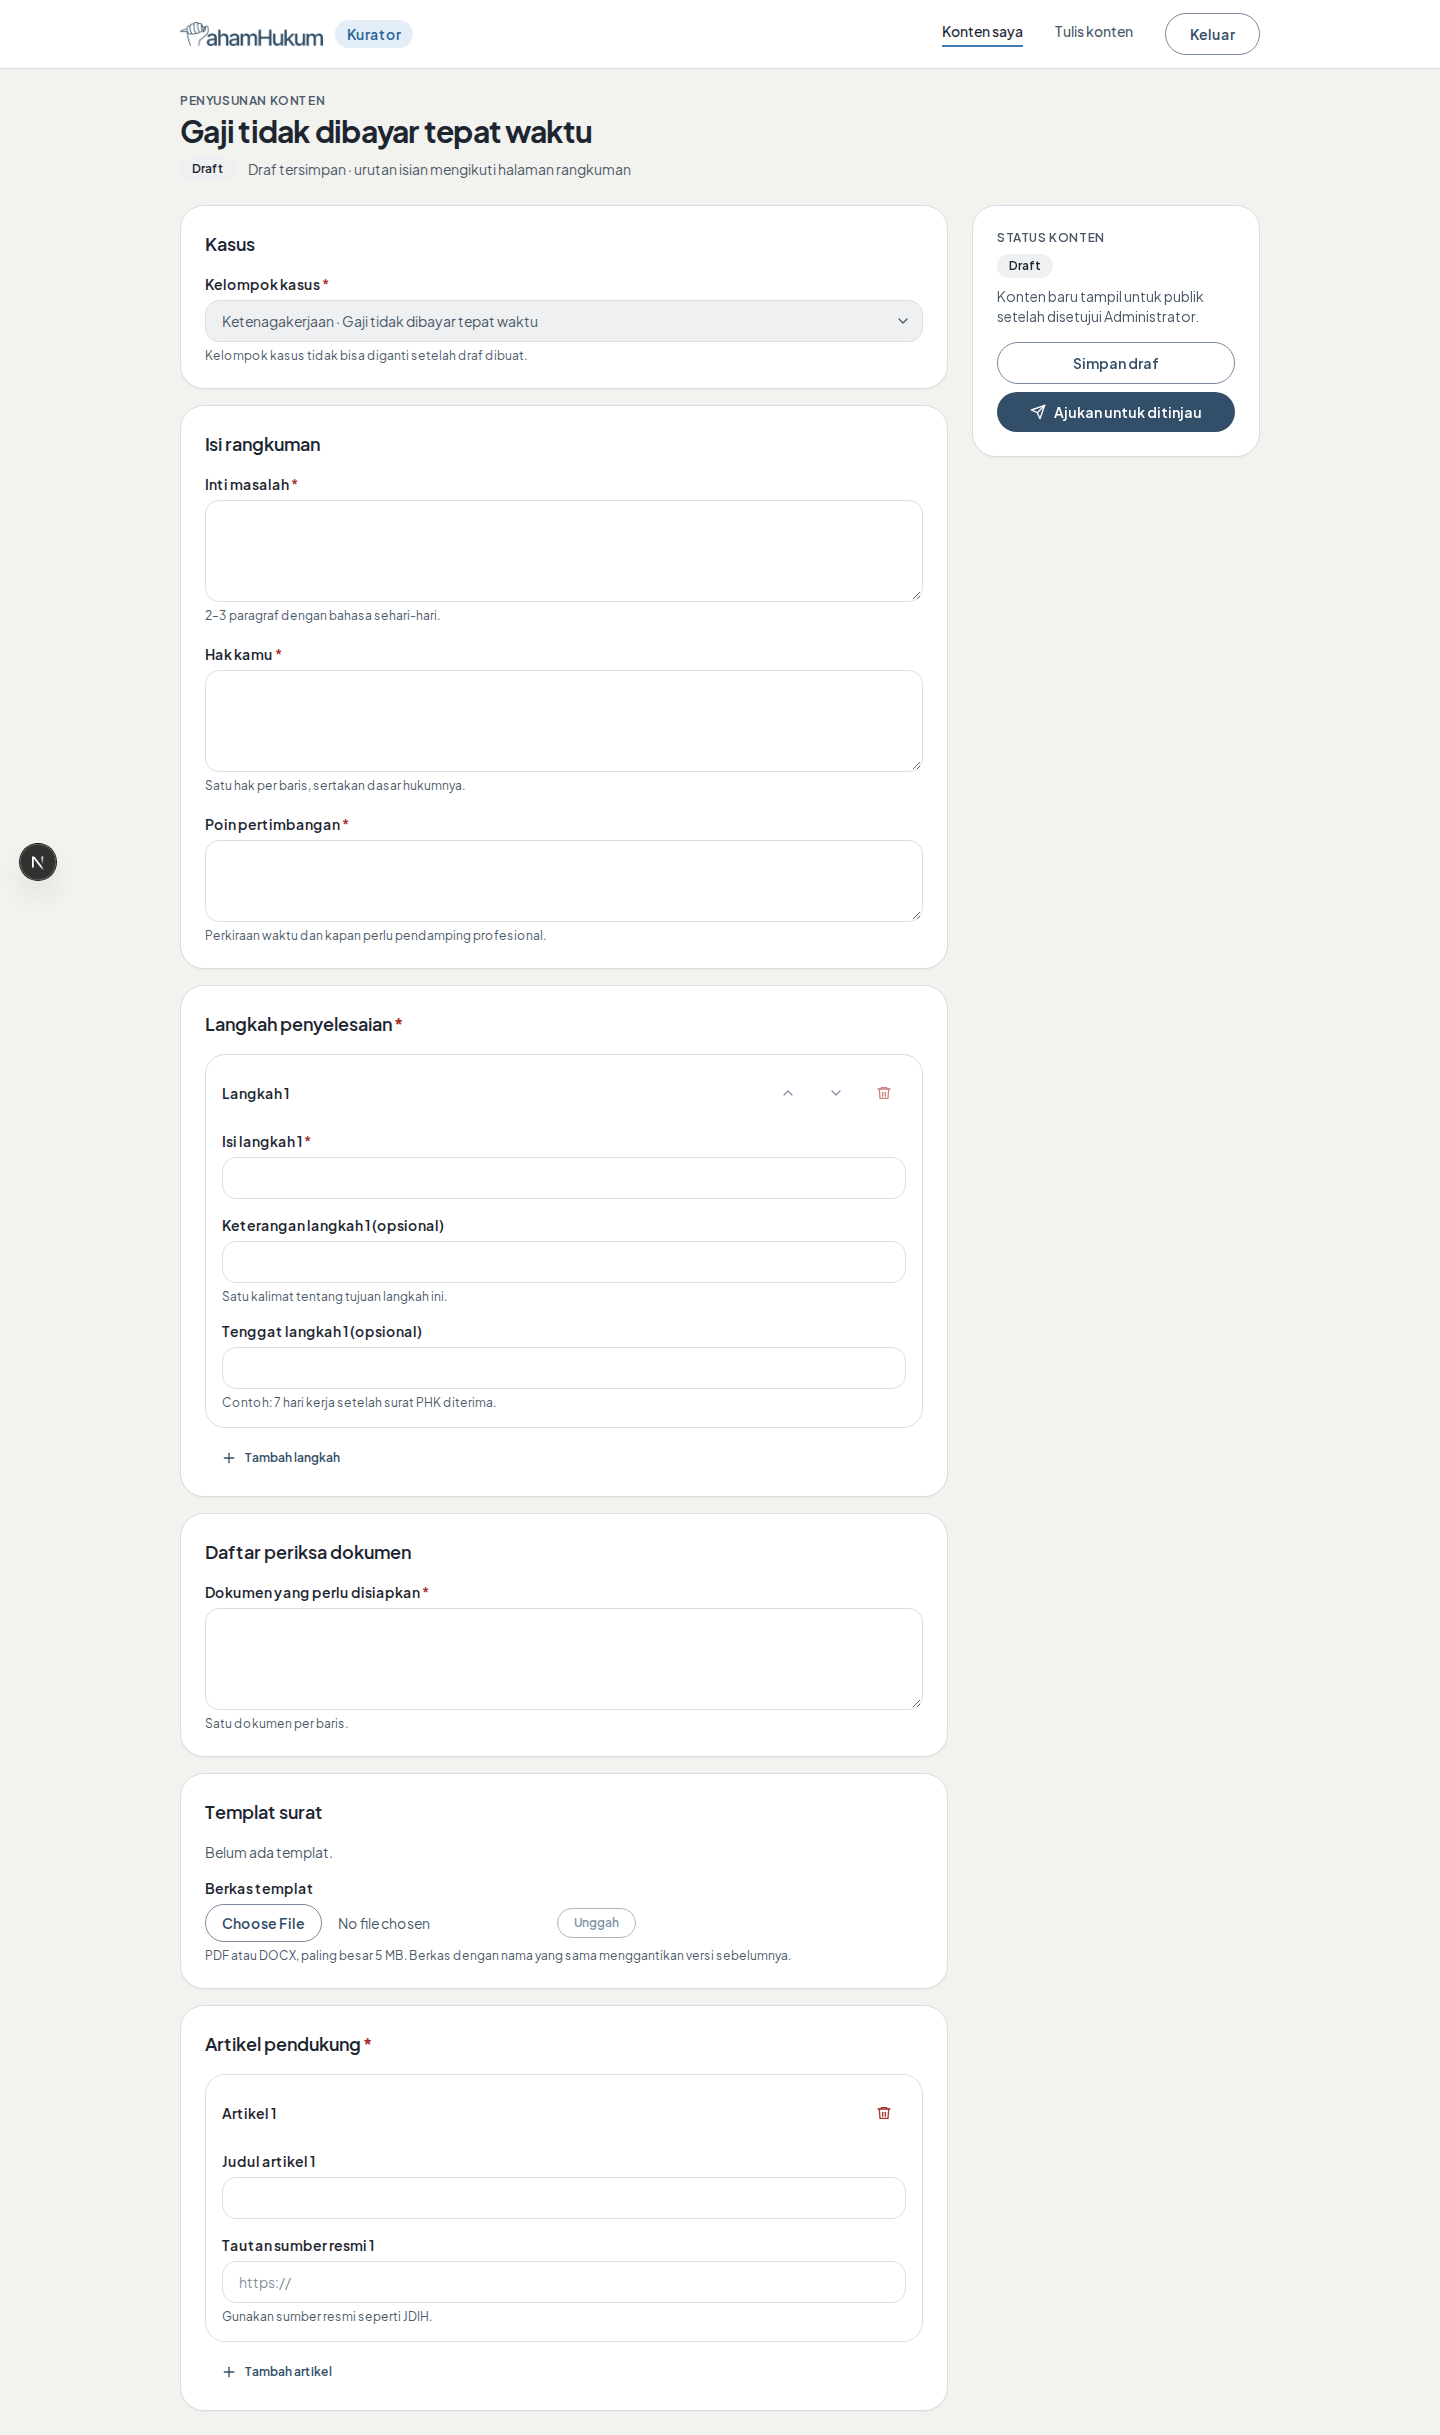 ahamHukum
Kurator
Konten saya
Tulis konten
Keluar
PENYUSUNAN KONTEN
Gaji tidak dibayar tepat waktu
Draft
Draf tersimpan · urutan isian mengikuti halaman rangkuman
Kasus
Kelompok kasus *
Ketenagakerjaan · Gaji tidak dibayar tepat waktu
Kelompok kasus tidak bisa diganti setelah draf dibuat.
STATUS KONTEN
Draft
Konten baru tampil untuk publik
setelah disetujui Administrator.
Simpan draf
Ajukan untuk ditinjau
Isi rangkuman
Inti masalah *
2–3 paragraf dengan bahasa sehari-hari.
Hak kamu *
Satu hak per baris, sertakan dasar hukumnya.
Poin pertimbangan *
Perkiraan waktu dan kapan perlu pendamping profesional.
N
Langkah penyelesaian *
Langkah 1
Isi langkah 1 *
Keterangan langkah 1 (opsional)
Satu kalimat tentang tujuan langkah ini.
Tenggat langkah 1 (opsional)
Contoh: 7 hari kerja setelah surat PHK diterima.
Tambah langkah
Daftar periksa dokumen
Dokumen yang perlu disiapkan *
Satu dokumen per baris.
Templat surat
Belum ada templat.
Berkas templat
Choose File
No file chosen
Unggah
PDF atau DOCX, paling besar 5 MB. Berkas dengan nama yang sama menggantikan versi sebelumnya.
Artikel pendukung *
Artikel 1
Judul artikel 1
Tautan sumber resmi 1
https://
Gunakan sumber resmi seperti JDIH.
Tambah artikel